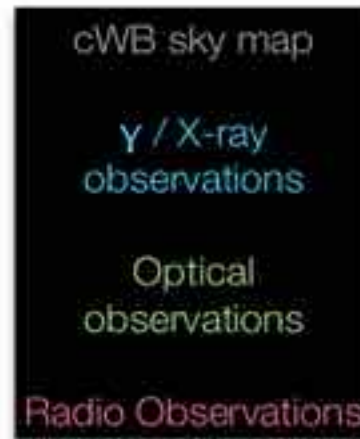 cWB sky map
γ / X-ray
observations
Optical
observations
Radio Observations